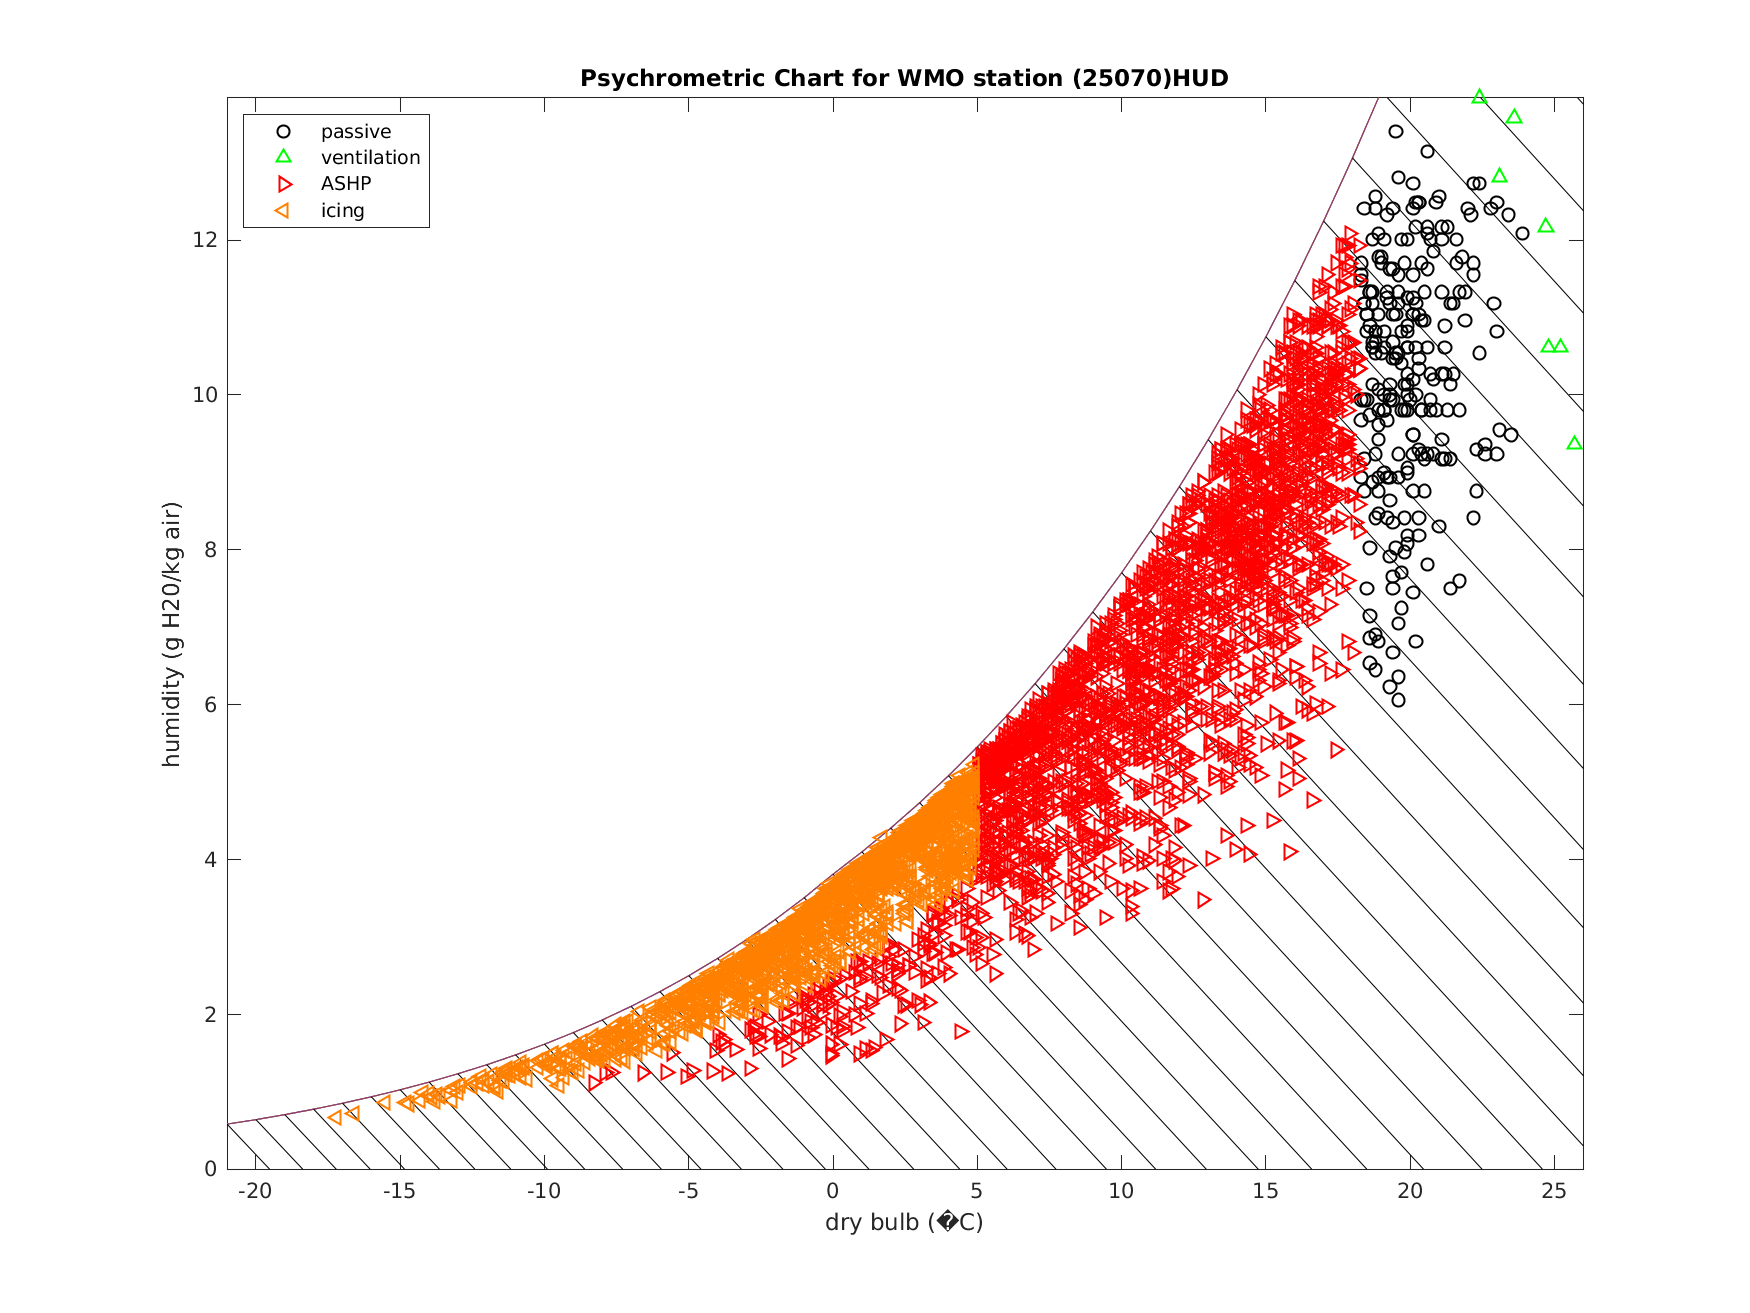 Psychrometric Chart for WMO station (25070)HUD
passive
ventilation
ASHP
icing
humidity (g H20/kg air)
12
10
8
6
4
2
0
-20 -15 -10 -5 0 5 10 15 20 25
dry bulb (�C)